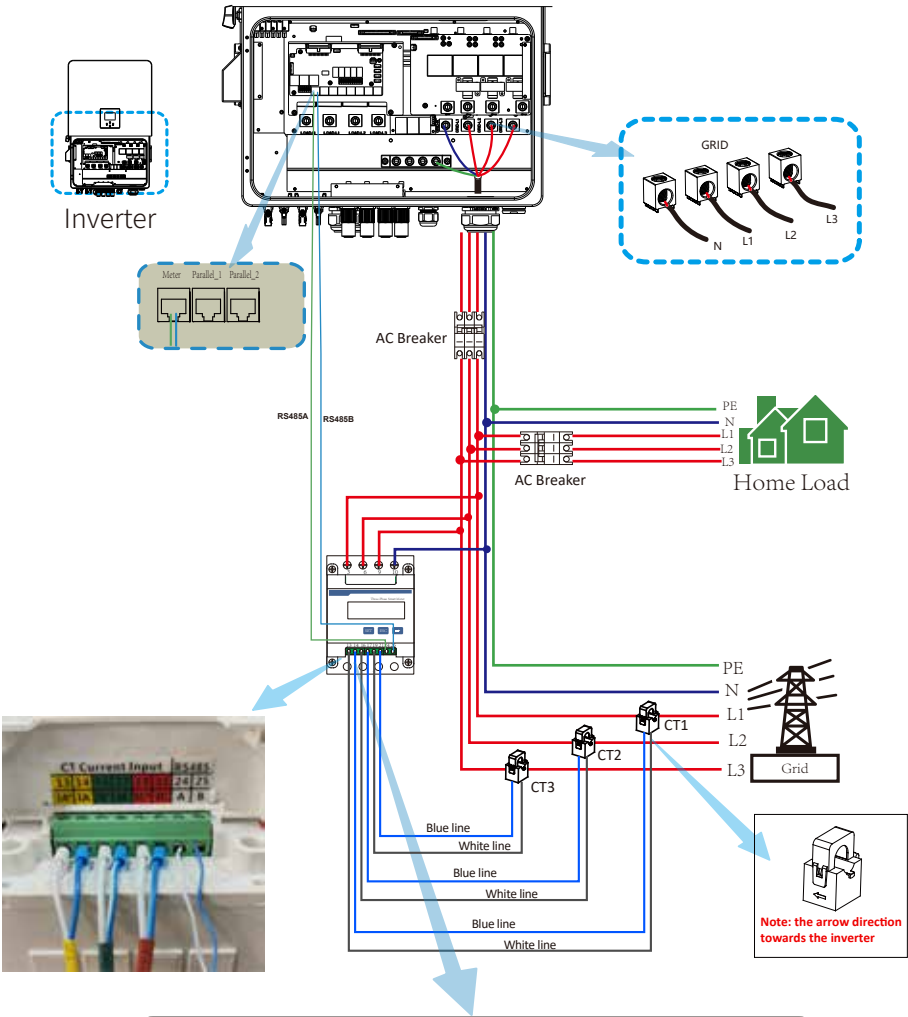 GRID
N
L1
L2
L3
Inverter
Meter Parallel_1 Parallel_2
AC Breaker
RS485A
RS485B
PE
N
L1
L2
L3
Home Load
AC Breaker
PE
N
L1
L2
L3
Grid
CT1
CT2
CT3
CT Current Input RS485
13 14 24 25
A B
Blue line
White line
Blue line
White line
Blue line
White line
Note: the arrow direction
towards the inverter